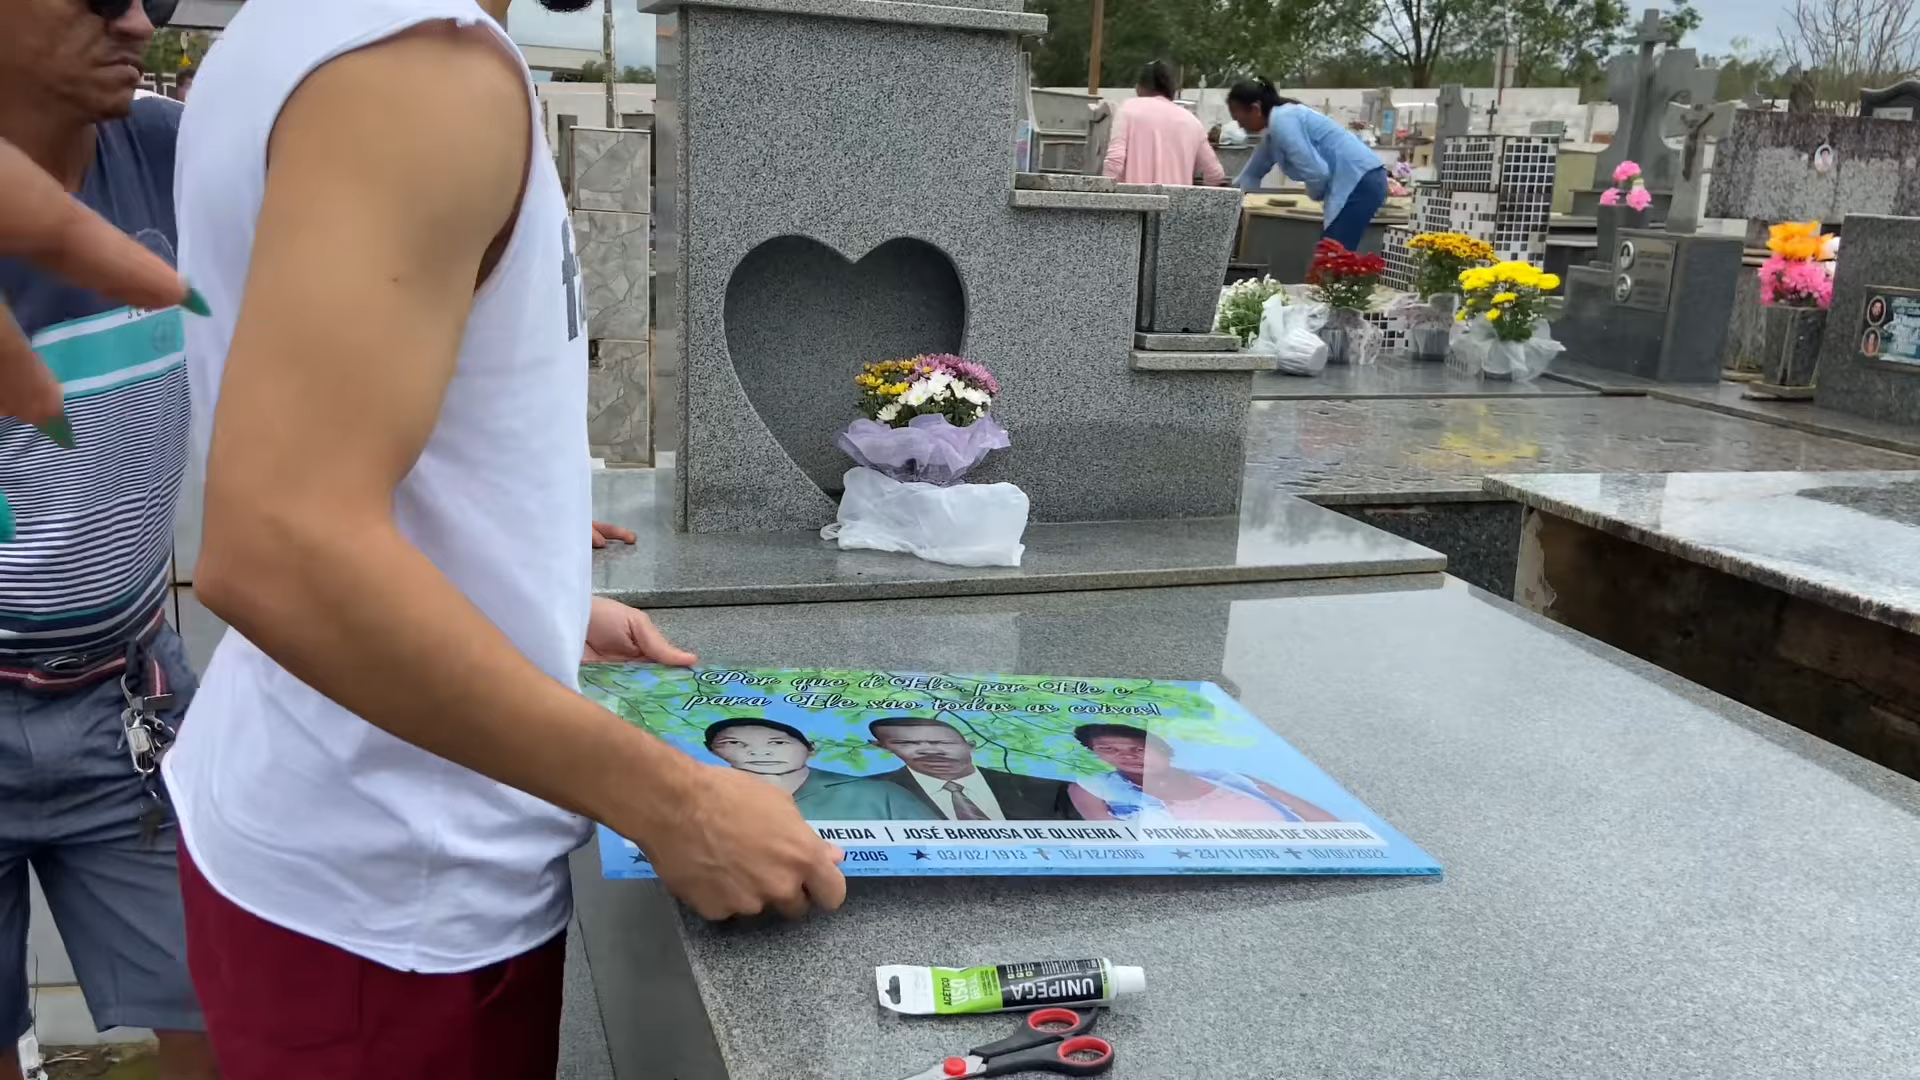 Por que d'Ele, por Ele e
para Ele são todas as coisas!
MEIDA | JOSÉ BARBOSA DE OLIVEIRA | PATRÍCIA ALMEIDA DE OLIVEIRA
/2005 03/02/1913 19/12/2005 23/11/1978 10/06/2022
ACÉTICO
USO
UNIPEGA